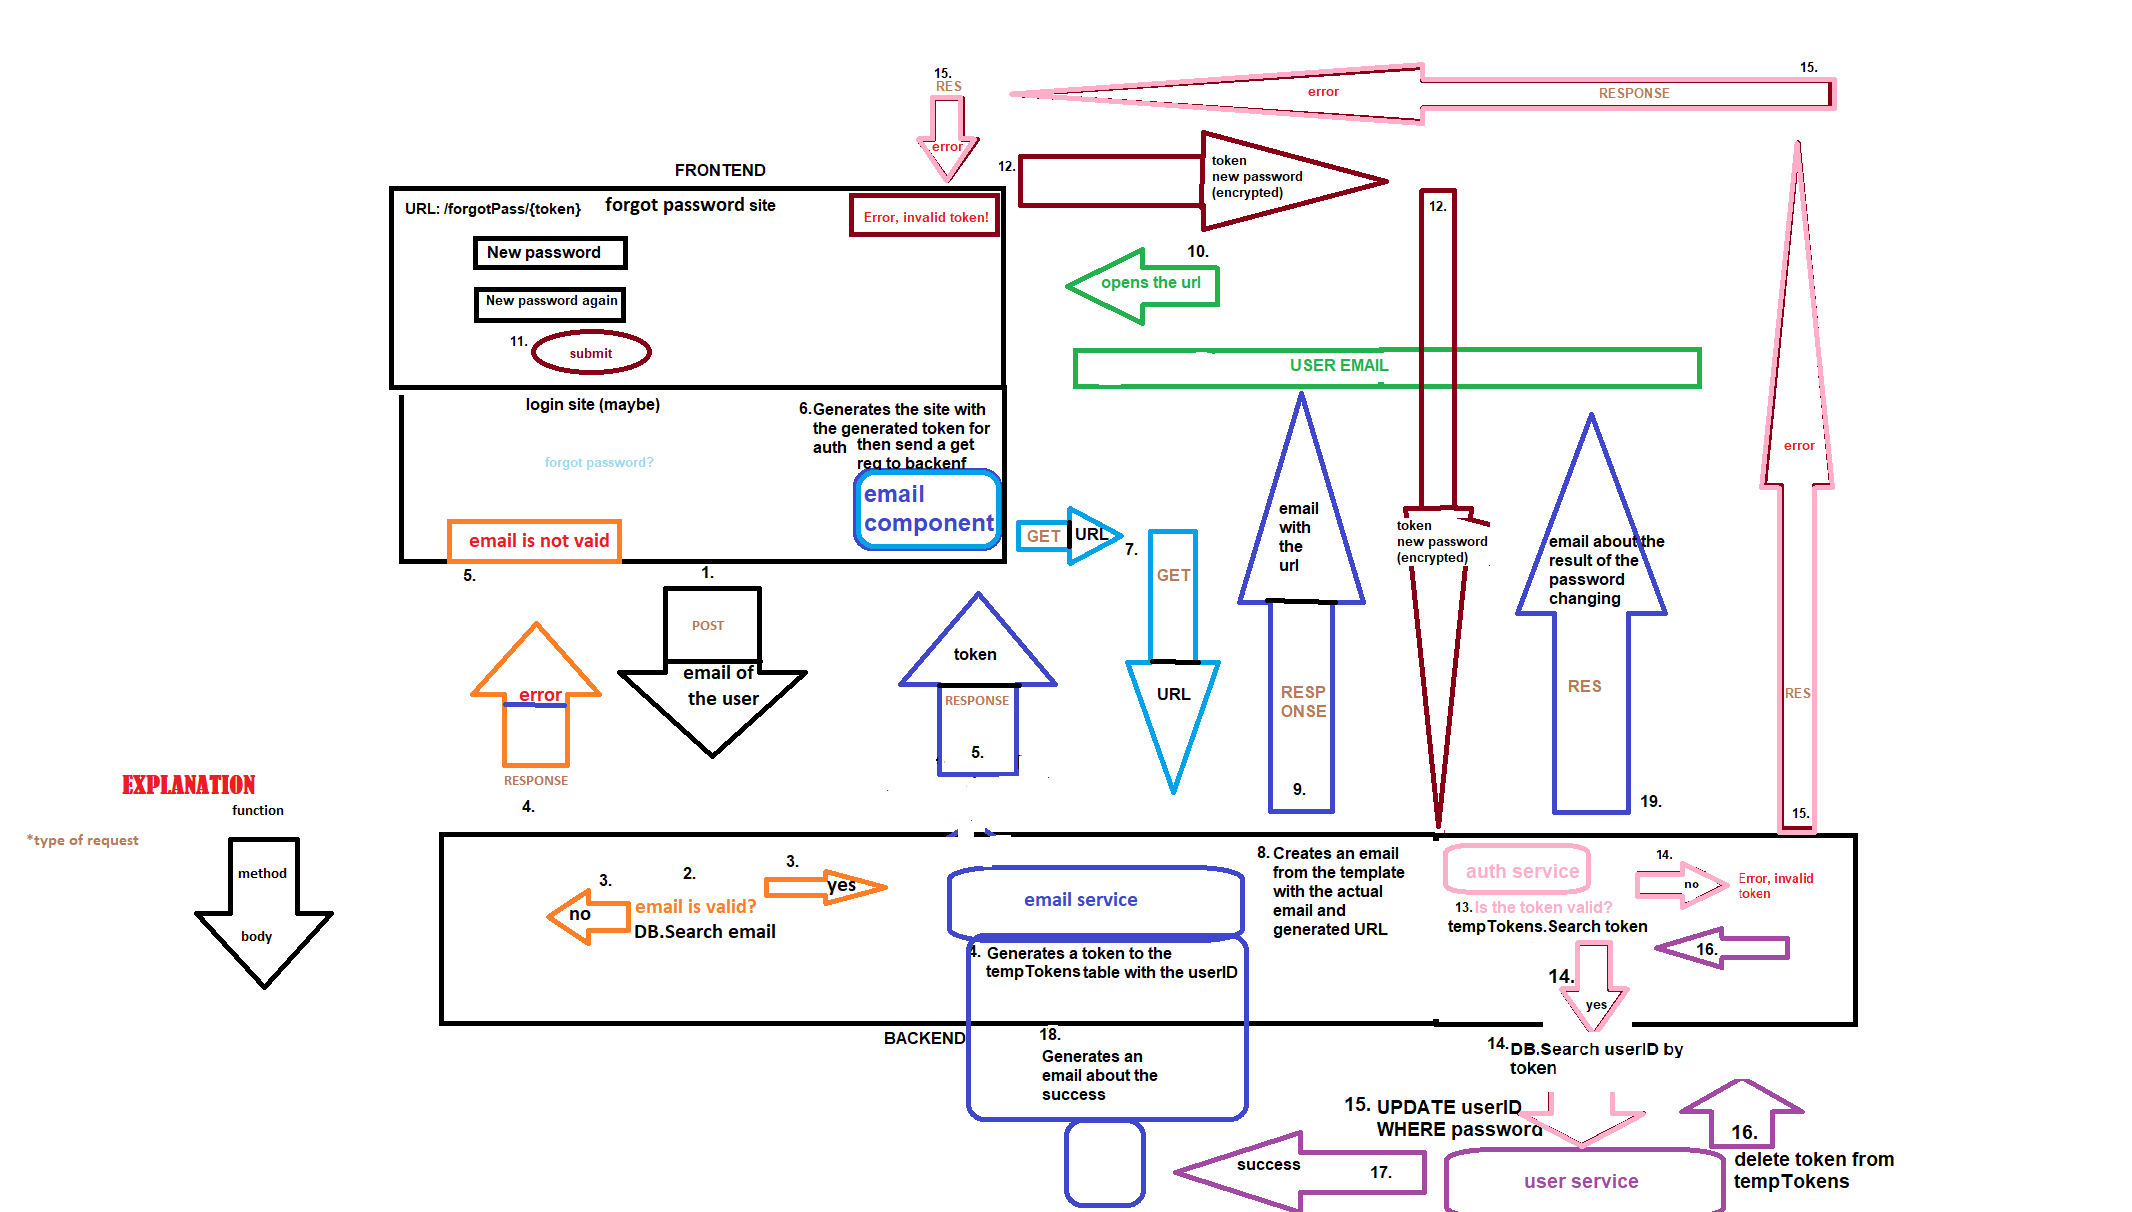 15.
RES
error
15.
error
RESPONSE
FRONTEND
12.
token
new password
(encrypted)
12.
URL: /forgotPass/{token}
forgot password site
Error, invalid token!
New password
New password again
11.
submit
10.
opens the url
USER EMAIL
login site (maybe)
forgot password?
6.
Generates the site with
the generated token for
auth
then send a get
req to backenf
email
component
email is not vaid
5.
1.
POST
email of
the user
error
RESPONSE
4.
token
RESPONSE
5.
GET
URL
7.
GET
URL
email
with
the
url
RESP
ONSE
9.
token
new password
(encrypted)
email about the
result of the
password
changing
RES
19.
error
RES
15.
EXPLANATION
function
*type of request
method
body
3.
no
2.
email is valid?
DB.Search email
3.
yes
email service
4.
Generates a token to the
tempTokens table with the userID
8.
Creates an email
from the template
with the actual
email and
generated URL
auth service
13.
Is the token valid?
tempTokens.Search token
14.
no
Error, invalid
token
16.
14.
yes
BACKEND
18.
Generates an
email about the
success
14.
DB.Search userID by
token
15.
UPDATE userID
WHERE password
success
17.
user service
16.
delete token from
tempTokens